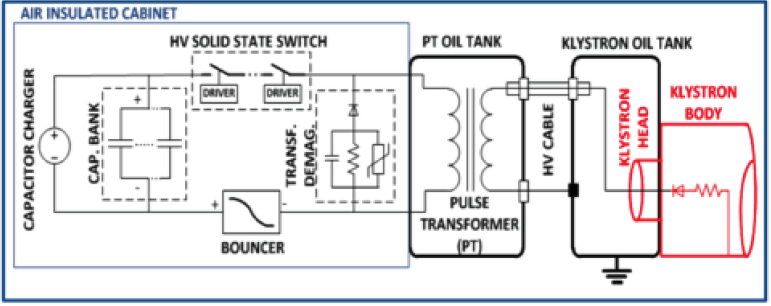 AIR INSULATED CABINET
HV SOLID STATE SWITCH
PT OIL TANK
KLYSTRON OIL TANK
DRIVER
DRIVER
CAPACITOR CHARGER
+
-
CAP. BANK
+
-
TRANSF.
DEMAG.
+
-
BOUNCER
PULSE
TRANSFORMER
(PT)
HV CABLE
KLYSTRON
HEAD
KLYSTRON
BODY